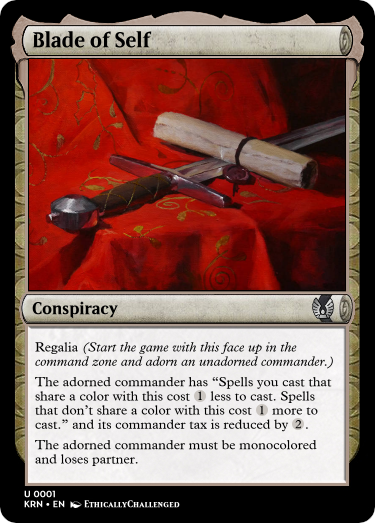 Blade of Self
Conspiracy
Regalia (Start the game with this face up in the
command zone and adorn an unadorned commander.)
The adorned commander has “Spells you cast that
share a color with this cost 1 less to cast. Spells
that don’t share a color with this cost 1 more to
cast.” and its commander tax is reduced by 2.
The adorned commander must be monocolored
and loses partner.
U 0001
KRN • EN EthicallyChallenged